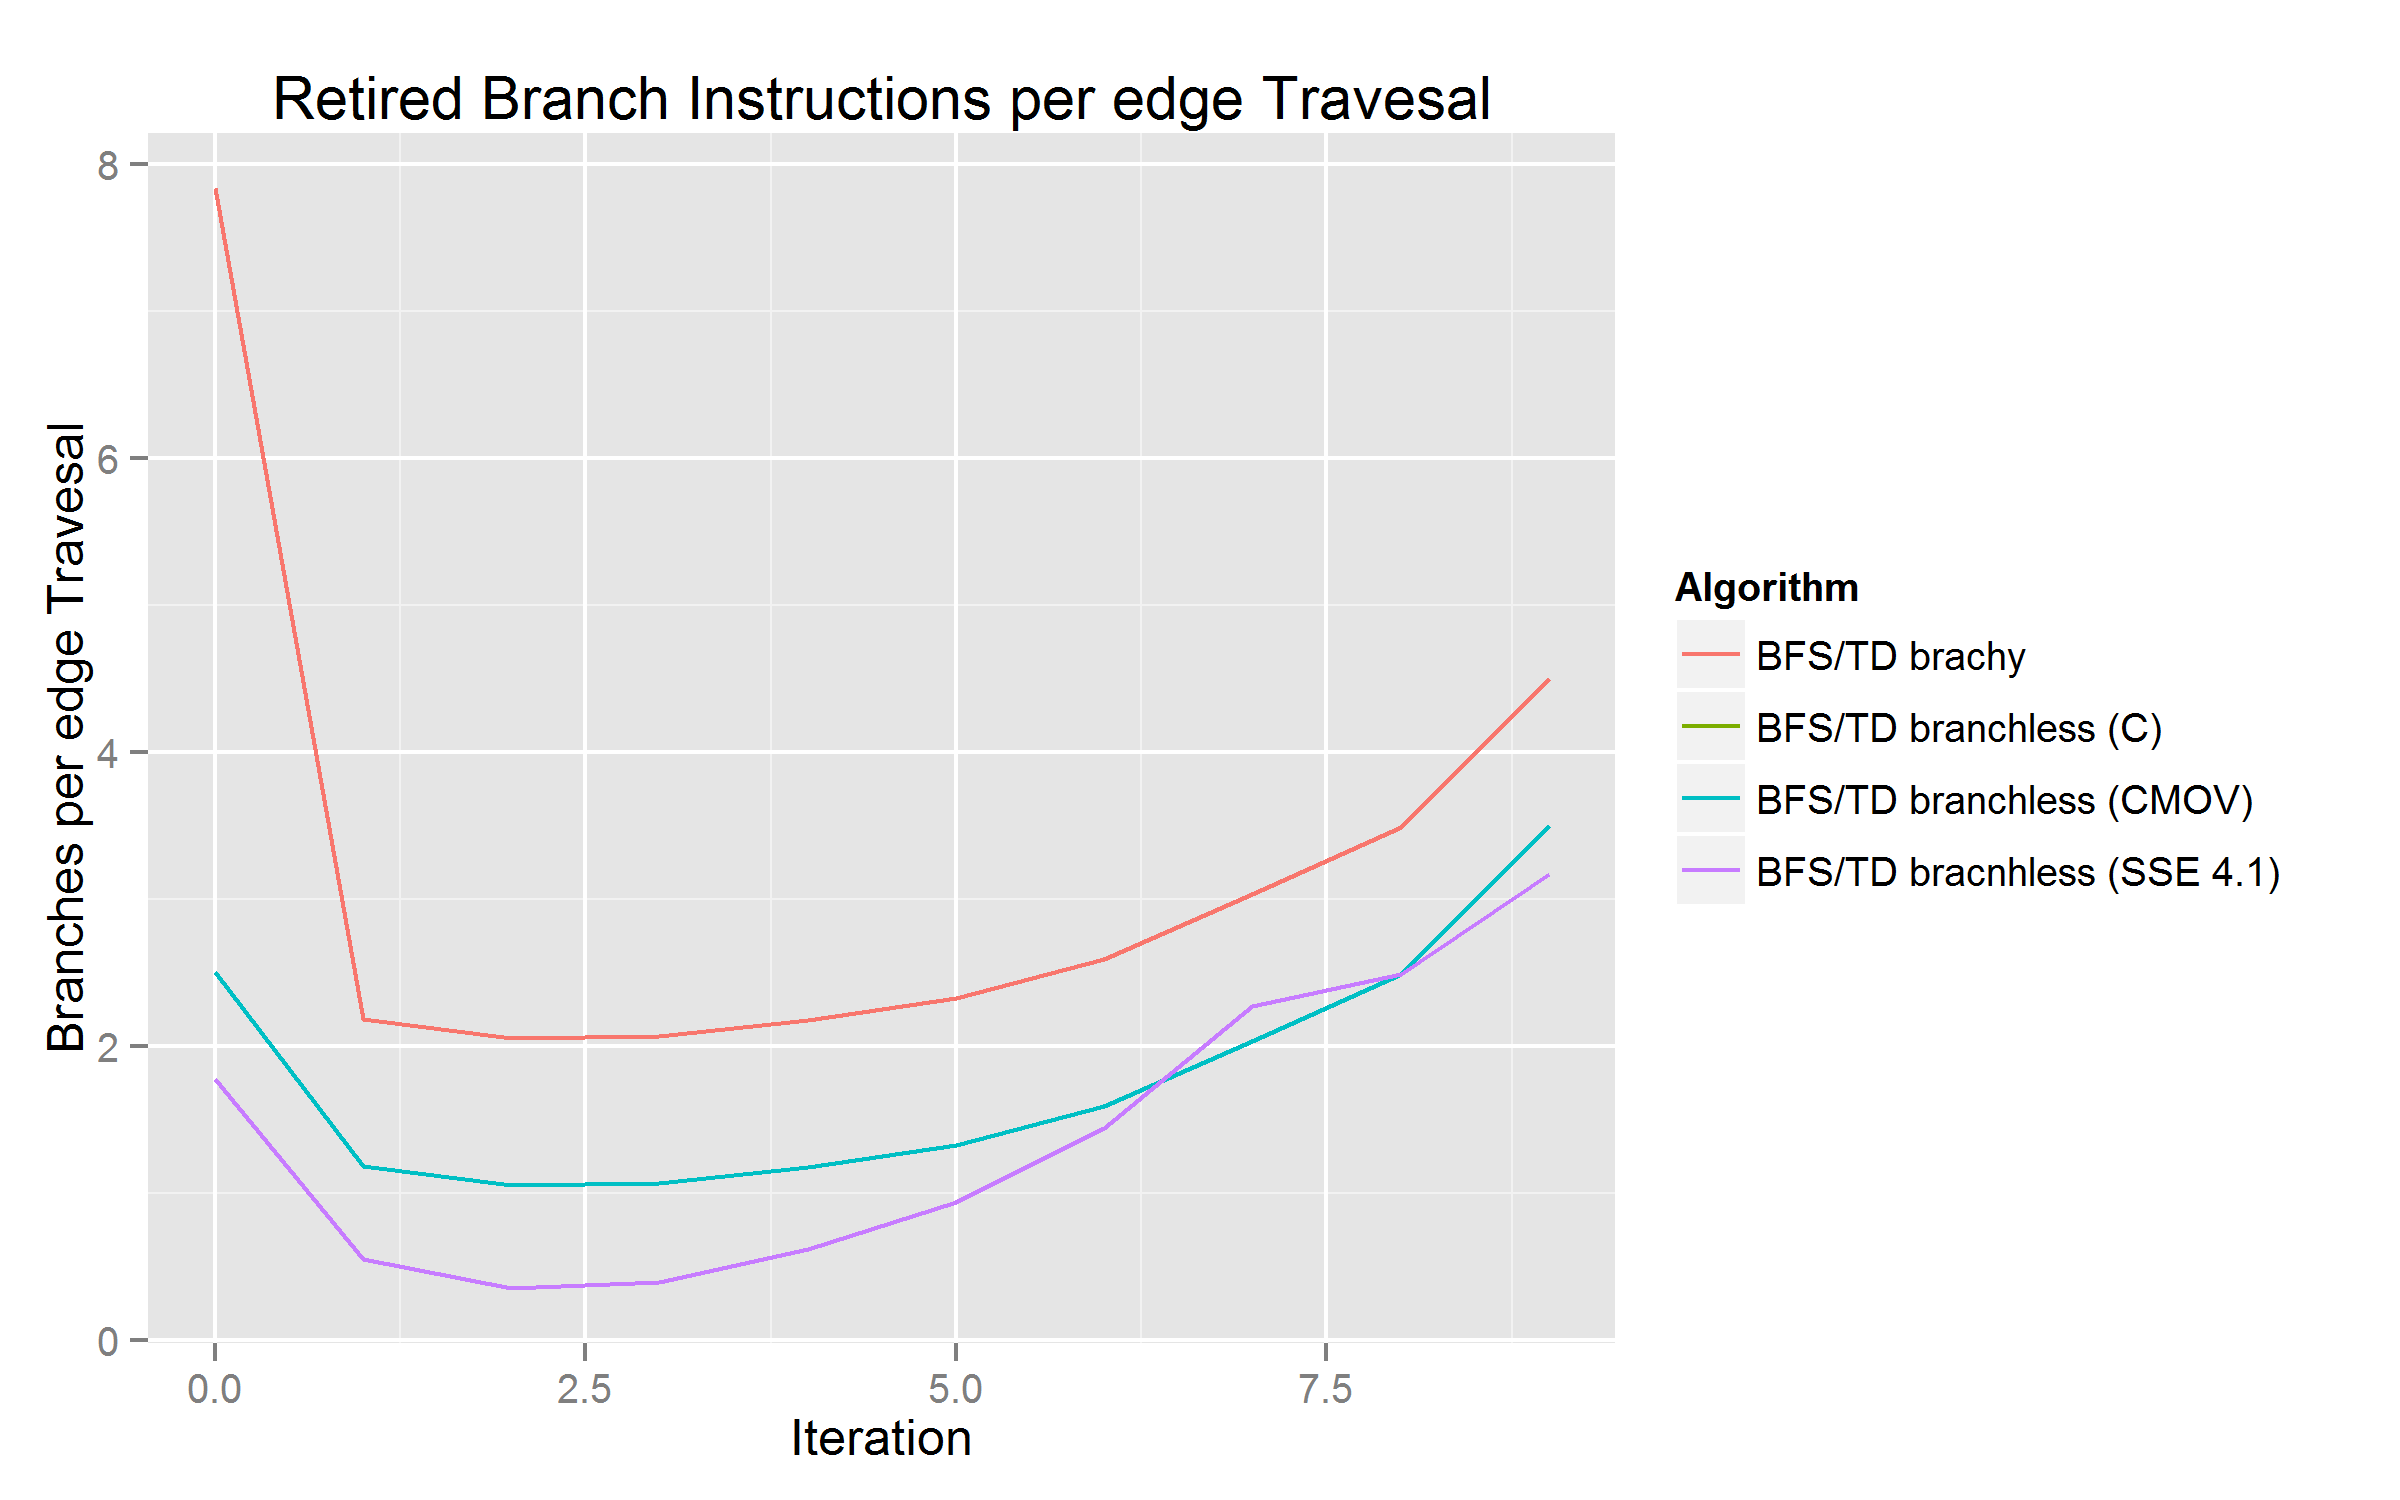 Retired Branch Instructions per edge Travesal
Branches per edge Travesal
8
6
4
2
0
0.0 2.5 5.0 7.5
Iteration
Algorithm
BFS/TD brachy
BFS/TD branchless (C)
BFS/TD branchless (CMOV)
BFS/TD bracnhless (SSE 4.1)